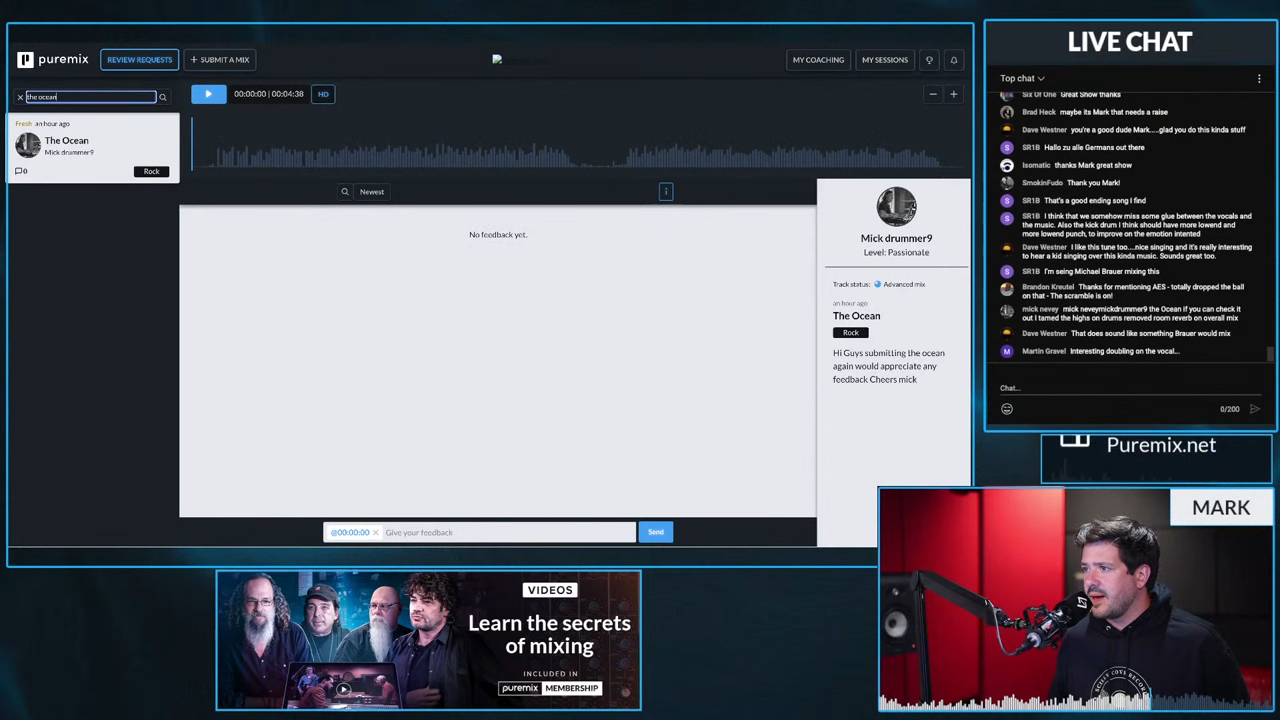 puremix
REVIEW REQUESTS
+ SUBMIT A MIX
MY COACHING
MY SESSIONS
the ocean
00:00:00 | 00:04:38
HD
Fresh an hour ago
The Ocean
Mick drummer9
0
Rock
Newest
No feedback yet.
@00:00:00
Give your feedback
Send
Mick drummer9
Level: Passionate
Track status: Advanced mix
an hour ago
The Ocean
Rock
Hi Guys submitting the ocean
again would appreciate any
feedback Cheers mick
LIVE CHAT
Top chat
Six Of One Great Show thanks
Brad Heck maybe its Mark that needs a raise
Dave Westner you're a good dude Mark.....glad you do this kinda stuff
SR1B Hallo zu alle Germans out there
Isomatic thanks Mark great show
SmokinFudo Thank you Mark!
SR1B That's a good ending song I find
SR1B I think that we somehow miss some glue between the vocals and
the music. Also the kick drum I think should have more lowend and
more lowend punch, to improve on the emotion intented
Dave Westner I like this tune too....nice singing and it's really interesting
to hear a kid singing over this kinda music. Sounds great too.
SR1B I'm seing Michael Brauer mixing this
Brandon Kreutel Thanks for mentioning AES - totally dropped the ball
on that - The scramble is on!
mick nevey mickdrummer9 the Ocean if you can check it
out I tamed the highs on drums removed room reverb on overall mix
Dave Westner That does sound like something Brauer would mix
Martin Gravel Interesting doubling on the vocal...
Chat...
0/200
Puremix.net
MARK
VIDEOS
Learn the secrets
of mixing
INCLUDED IN
puremix MEMBERSHIP